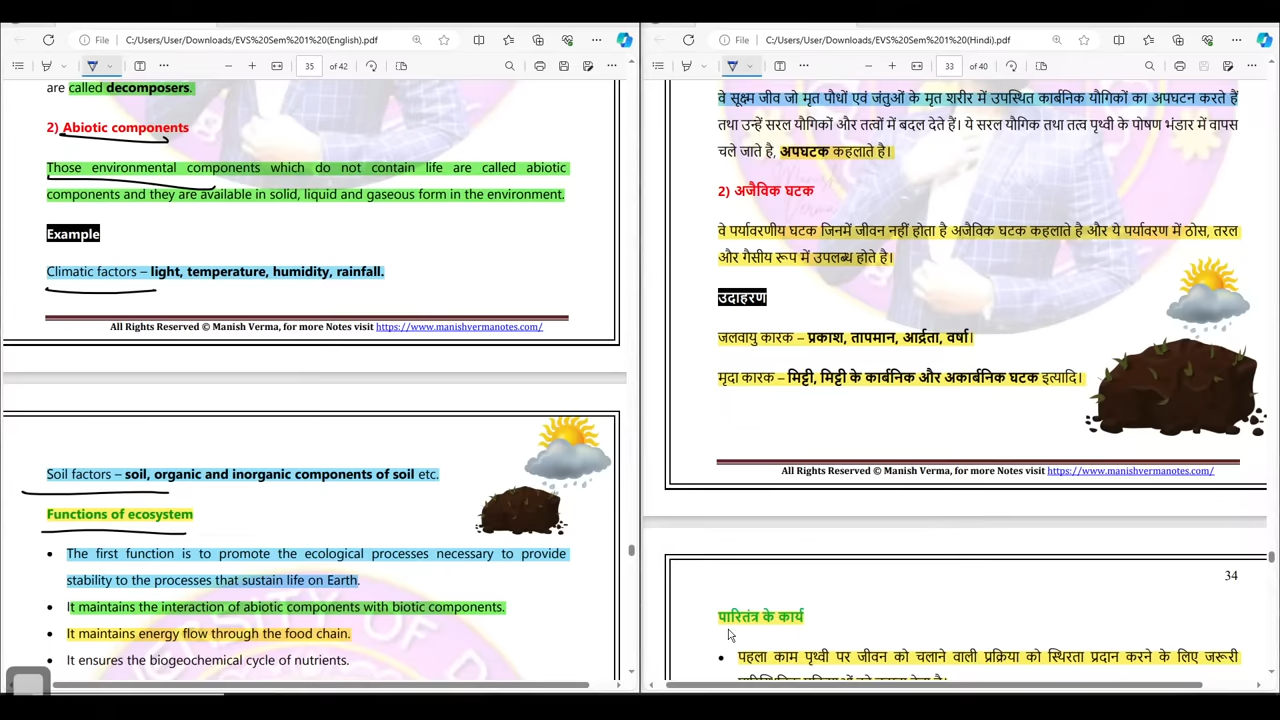 File C:/Users/User/Downloads/EVS%20Sem%201%20(English).pdf
35 of 42
are called decomposers.
2) Abiotic components
Those environmental components which do not contain life are called abiotic
components and they are available in solid, liquid and gaseous form in the environment.
Example
Climatic factors – light, temperature, humidity, rainfall.
All Rights Reserved © Manish Verma, for more Notes visit https://www.manishvermanotes.com/
Soil factors – soil, organic and inorganic components of soil etc.
Functions of ecosystem
• The first function is to promote the ecological processes necessary to provide
stability to the processes that sustain life on Earth.
• It maintains the interaction of abiotic components with biotic components.
• It maintains energy flow through the food chain.
• It ensures the biogeochemical cycle of nutrients.
File C:/Users/User/Downloads/EVS%20Sem%201%20(Hindi).pdf
33 of 40
वे सूक्ष्म जीव जो मृत पौधों एवं जंतुओं के मृत शरीर में उपस्थित कार्बनिक यौगिकों का अपघटन करते हैं
तथा उन्हें सरल यौगिकों और तत्वों में बदल देते हैं। ये सरल यौगिक तथा तत्व पृथ्वी के पोषण भंडार में वापस
चले जाते है, अपघटक कहलाते है।
2) अजैविक घटक
वे पर्यावरणीय घटक जिनमें जीवन नहीं होता है अजैविक घटक कहलाते है और ये पर्यावरण में ठोस, तरल
और गैसीय रूप में उपलब्ध होते है।
उदाहरण
जलवायु कारक – प्रकाश, तापमान, आर्द्रता, वर्षा।
मृदा कारक – मिट्टी, मिट्टी के कार्बनिक और अकार्बनिक घटक इत्यादि।
All Rights Reserved © Manish Verma, for more Notes visit https://www.manishvermanotes.com/
34
पारितंत्र के कार्य
• पहला काम पृथ्वी पर जीवन को चलाने वाली प्रक्रिया को स्थिरता प्रदान करने के लिए जरूरी